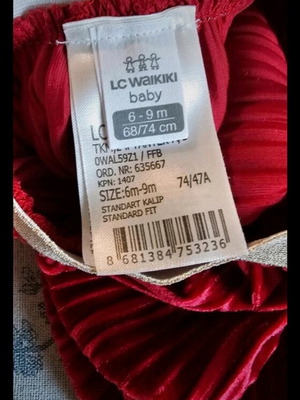 LC WAIKIKI
baby
6 - 9 m
68/74 cm
LC
0WAL59Z1 / FFB
ORD. NR: 635667
KPN: 1407
SIZE:6m-9m 74/47A
STANDART KALIP
STANDARD FIT
8 681384 753236